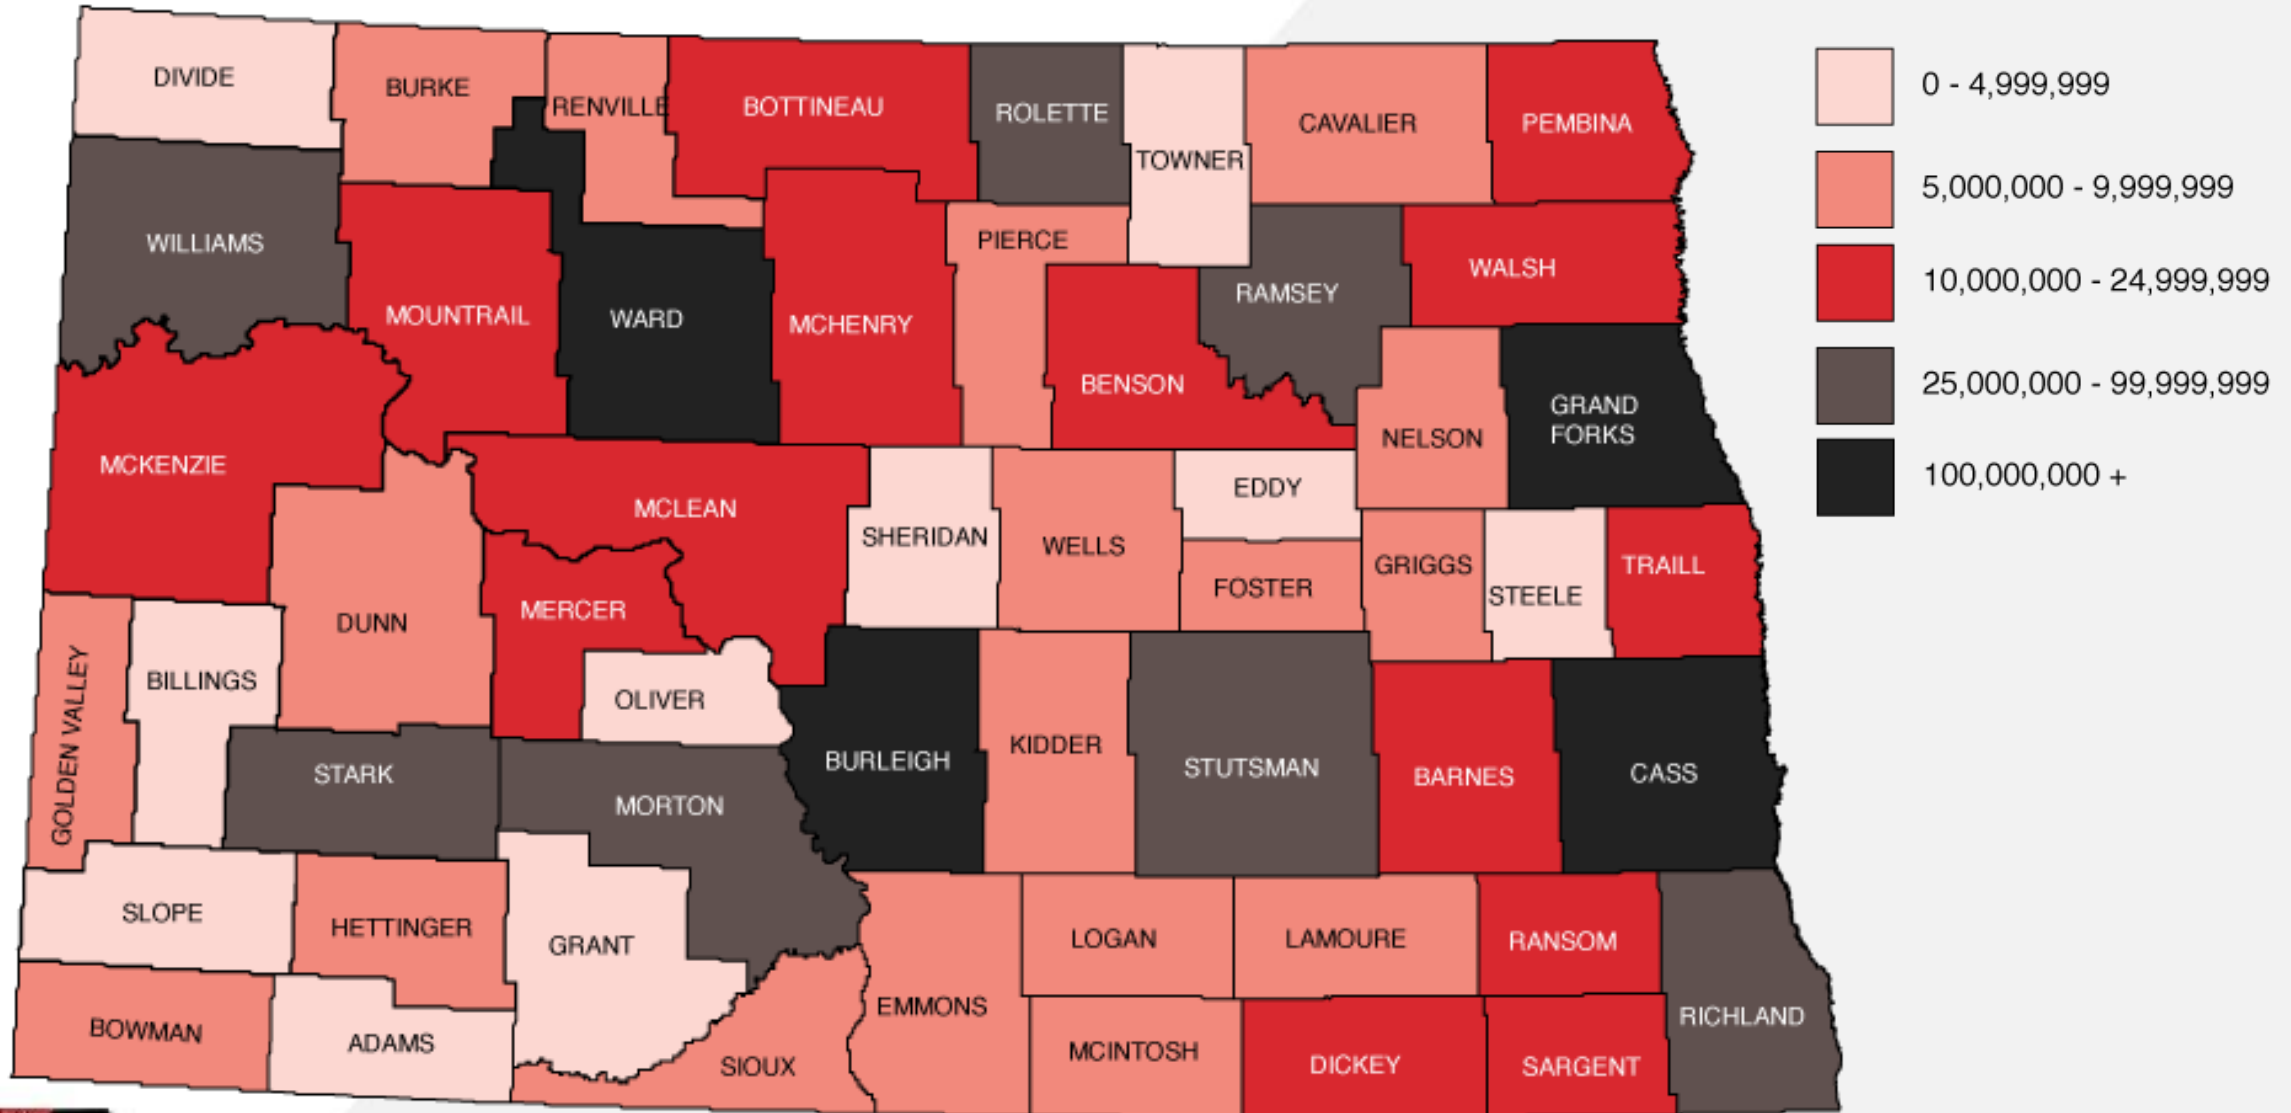 DIVIDE
BURKE
RENVILLE
BOTTINEAU
ROLETTE
TOWNER
CAVALIER
PEMBINA
WILLIAMS
MOUNTRAIL
WARD
MCHENRY
PIERCE
BENSON
RAMSEY
WALSH
MCKENZIE
MCLEAN
SHERIDAN
WELLS
EDDY
FOSTER
NELSON
GRAND
FORKS
GRIGGS
STEELE
TRAILL
GOLDEN VALLEY
BILLINGS
DUNN
MERCER
OLIVER
STARK
MORTON
BURLEIGH
KIDDER
STUTSMAN
BARNES
CASS
SLOPE
HETTINGER
GRANT
BOWMAN
ADAMS
SIOUX
EMMONS
LOGAN
LAMOURE
RANSOM
RICHLAND
MCINTOSH
DICKEY
SARGENT
0 - 4,999,999
5,000,000 - 9,999,999
10,000,000 - 24,999,999
25,000,000 - 99,999,999
100,000,000 +